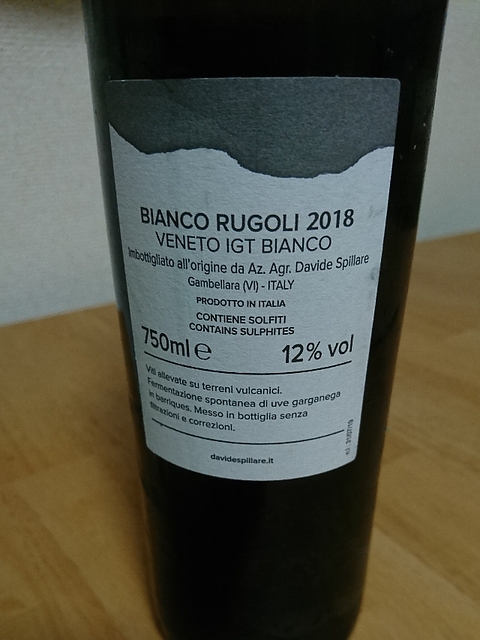 BIANCO RUGOLI 2018
VENETO IGT BIANCO
Imbottigliato all'origine da Az. Agr. Davide Spillare
Gambellara (VI) - ITALY
PRODOTTO IN ITALIA
CONTIENE SOLFITI
CONTAINS SULPHITES
750ml ℮ 12% vol
Viti allevate su terreni vulcanici.
Fermentazione spontanea di uve garganega
in barriques. Messo in bottiglia senza
filtrazioni e correzioni.
davidespillare.it